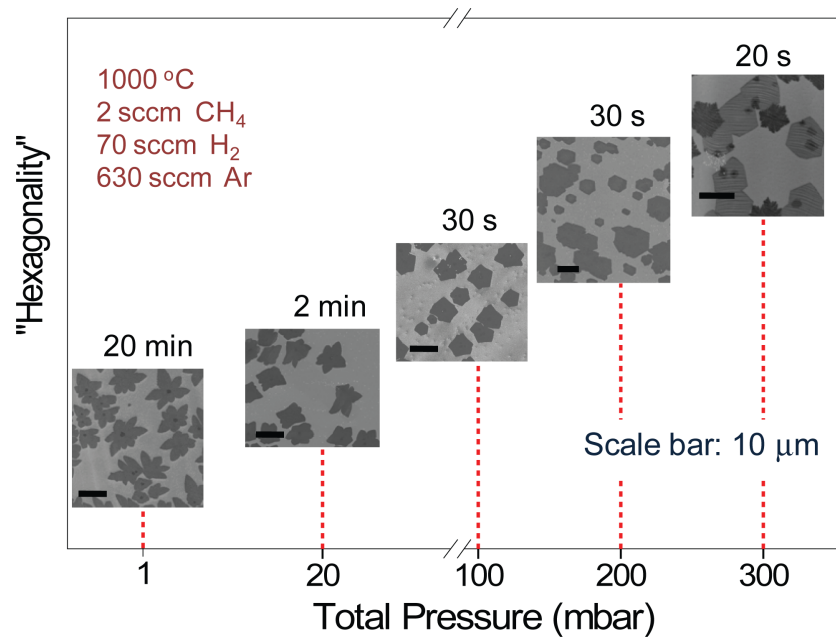 20 s
1000 °C
2 sccm CH₄
70 sccm H₂
630 sccm Ar
30 s
30 s
2 min
20 min
"Hexagonality"
Scale bar: 10 μm
1
20
100
200
300
Total Pressure (mbar)